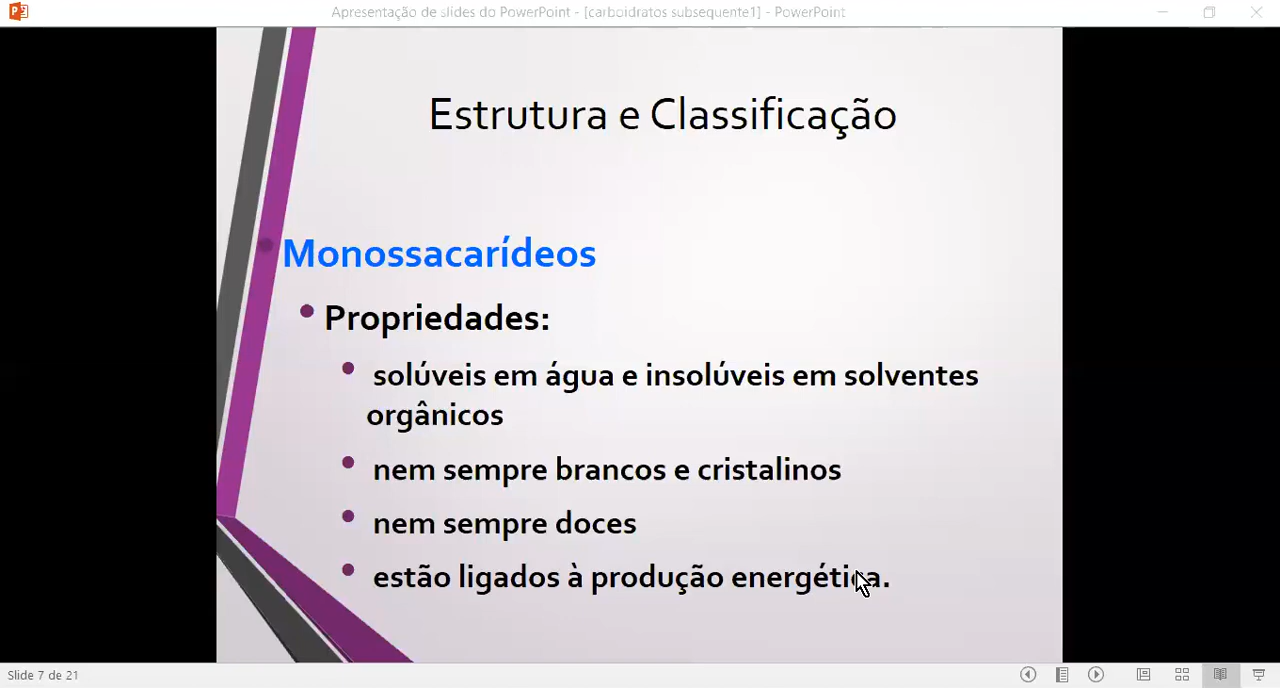 Apresentação de slides do PowerPoint - [carboidratos subsequente1] - PowerPoint
Estrutura e Classificação
Monossacarídeos
Propriedades:
solúveis em água e insolúveis em solventes
orgânicos
nem sempre brancos e cristalinos
nem sempre doces
estão ligados à produção energética.
Slide 7 de 21